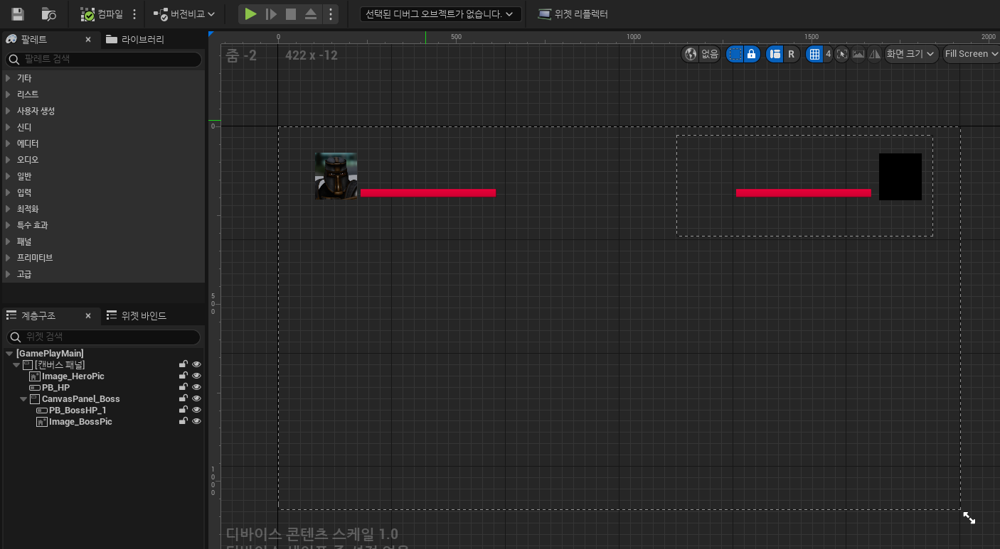 컴파일
버전비교
선택된 디버그 오브젝트가 없습니다.
위젯 리플렉터
팔레트
라이브러리
팔레트 검색
기타
리스트
사용자 생성
신디
에디터
오디오
일반
입력
최적화
특수 효과
패널
프리미티브
고급
계층구조
위젯 바인드
위젯 검색
[GamePlayMain]
[캔버스 패널]
Image_HeroPic
PB_HP
CanvasPanel_Boss
PB_BossHP_1
Image_BossPic
0
500
1000
1500
2000
줌 -2
422 x -12
없음
R
4
화면 크기
Fill Screen
0
500
1000
디바이스 콘텐츠 스케일 1.0